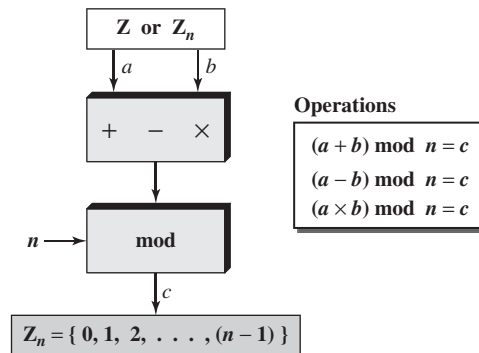 Z or Zn
a b
+ − ×
n
mod
c
Zn = { 0, 1, 2, . . . , (n − 1) }
Operations
(a + b) mod n = c
(a − b) mod n = c
(a × b) mod n = c